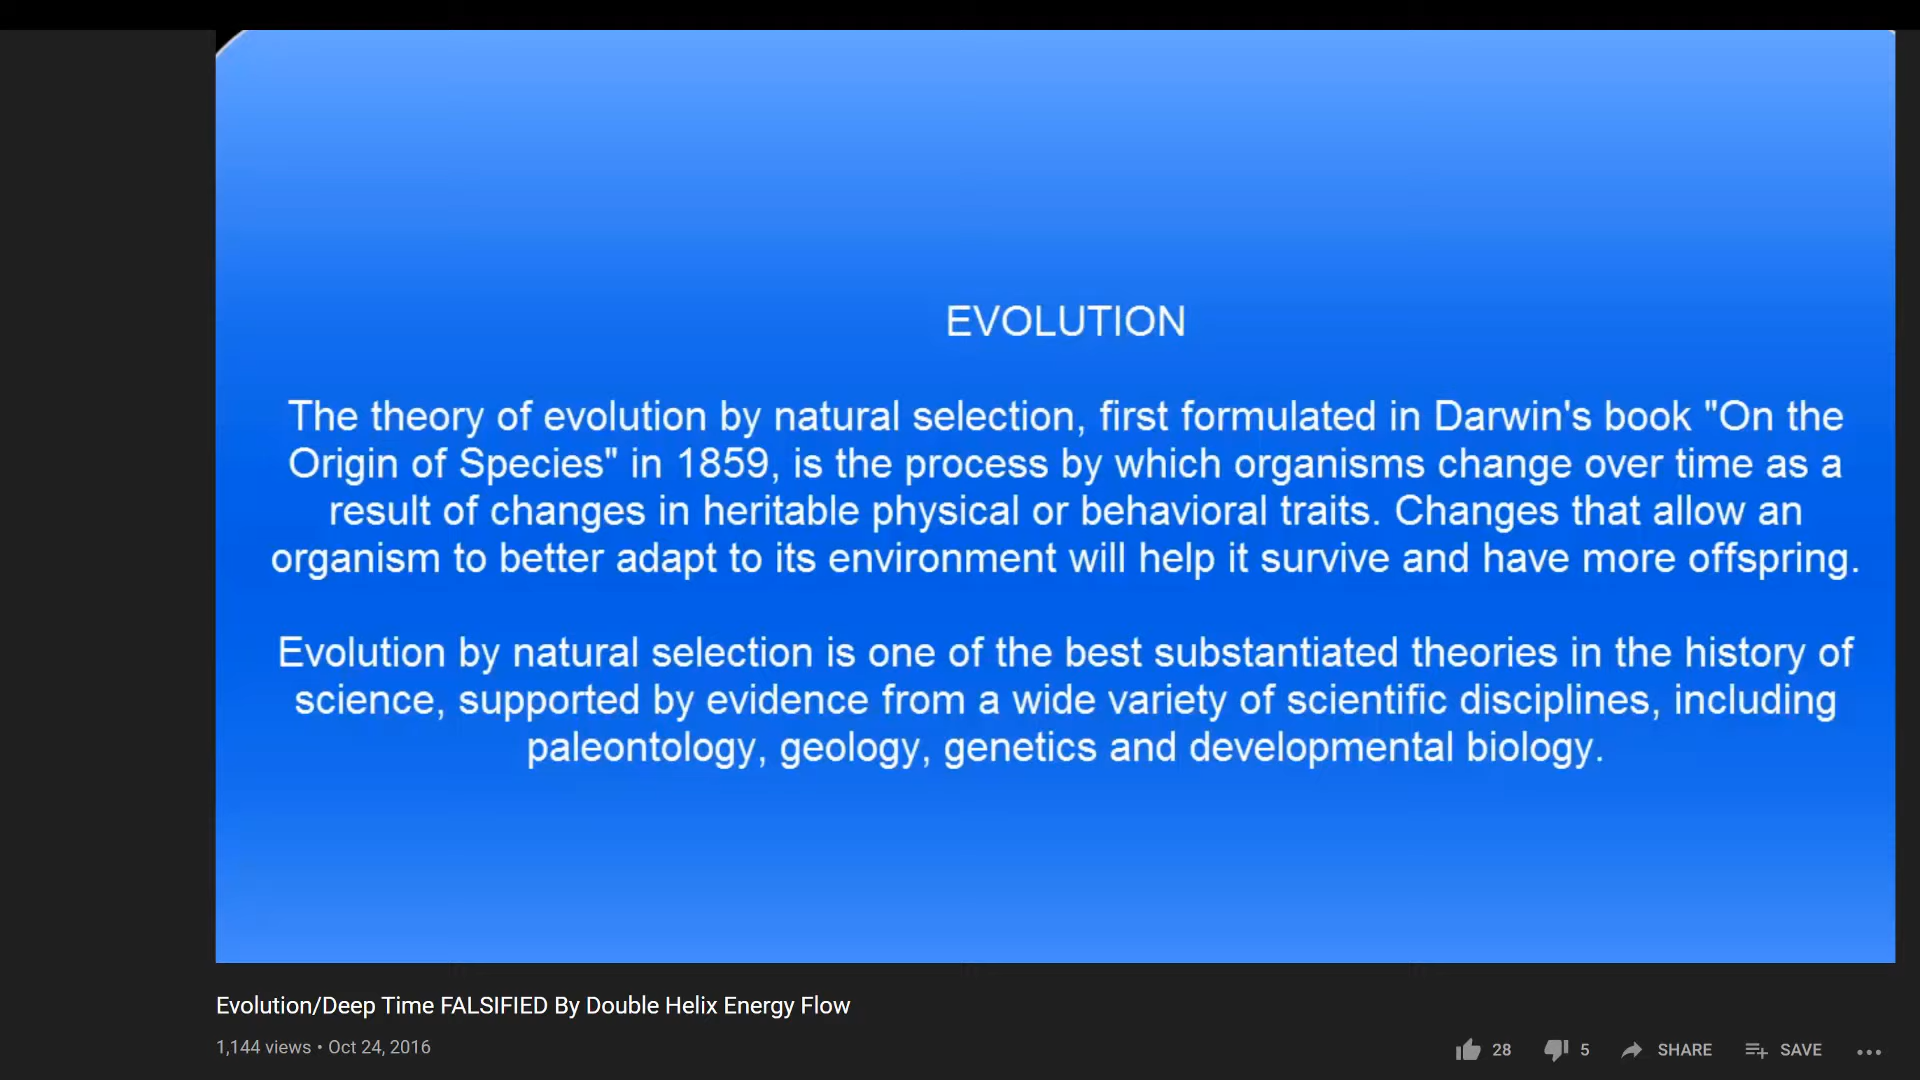 EVOLUTION
The theory of evolution by natural selection, first formulated in Darwin's book "On the
Origin of Species" in 1859, is the process by which organisms change over time as a
result of changes in heritable physical or behavioral traits. Changes that allow an
organism to better adapt to its environment will help it survive and have more offspring.
Evolution by natural selection is one of the best substantiated theories in the history of
science, supported by evidence from a wide variety of scientific disciplines, including
paleontology, geology, genetics and developmental biology.
Evolution/Deep Time FALSIFIED By Double Helix Energy Flow
1,144 views • Oct 24, 2016
28 5 SHARE SAVE